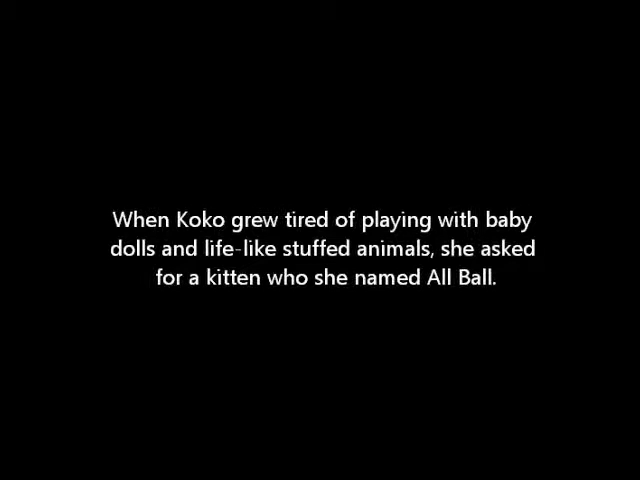 When Koko grew tired of playing with baby
dolls and life-like stuffed animals, she asked
for a kitten who she named All Ball.